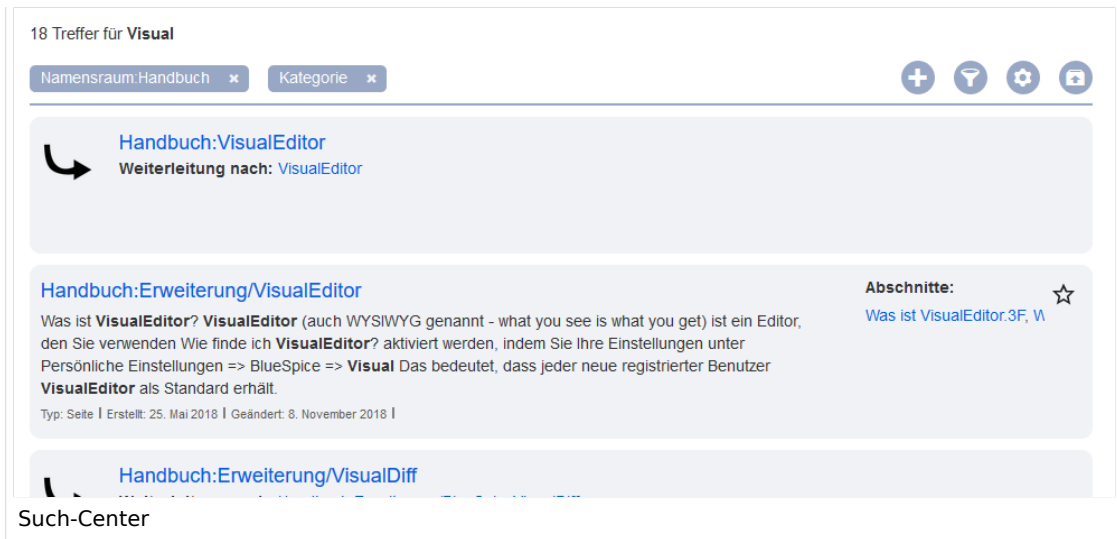 18 Treffer für Visual
Namensraum:Handbuch ×
Kategorie ×
Handbuch:VisualEditor
Weiterleitung nach: VisualEditor
Handbuch:Erweiterung/VisualEditor
Was ist VisualEditor? VisualEditor (auch WYSIWYG genannt - what you see is what you get) ist ein Editor,
den Sie verwenden Wie finde ich VisualEditor? aktiviert werden, indem Sie Ihre Einstellungen unter
Persönliche Einstellungen => BlueSpice => Visual Das bedeutet, dass jeder neue registrierter Benutzer
VisualEditor als Standard erhält.
Typ: Seite | Erstellt: 25. Mai 2018 | Geändert: 8. November 2018 |
Abschnitte:
Was ist VisualEditor.3F,
Handbuch:Erweiterung/VisualDiff
Such-Center